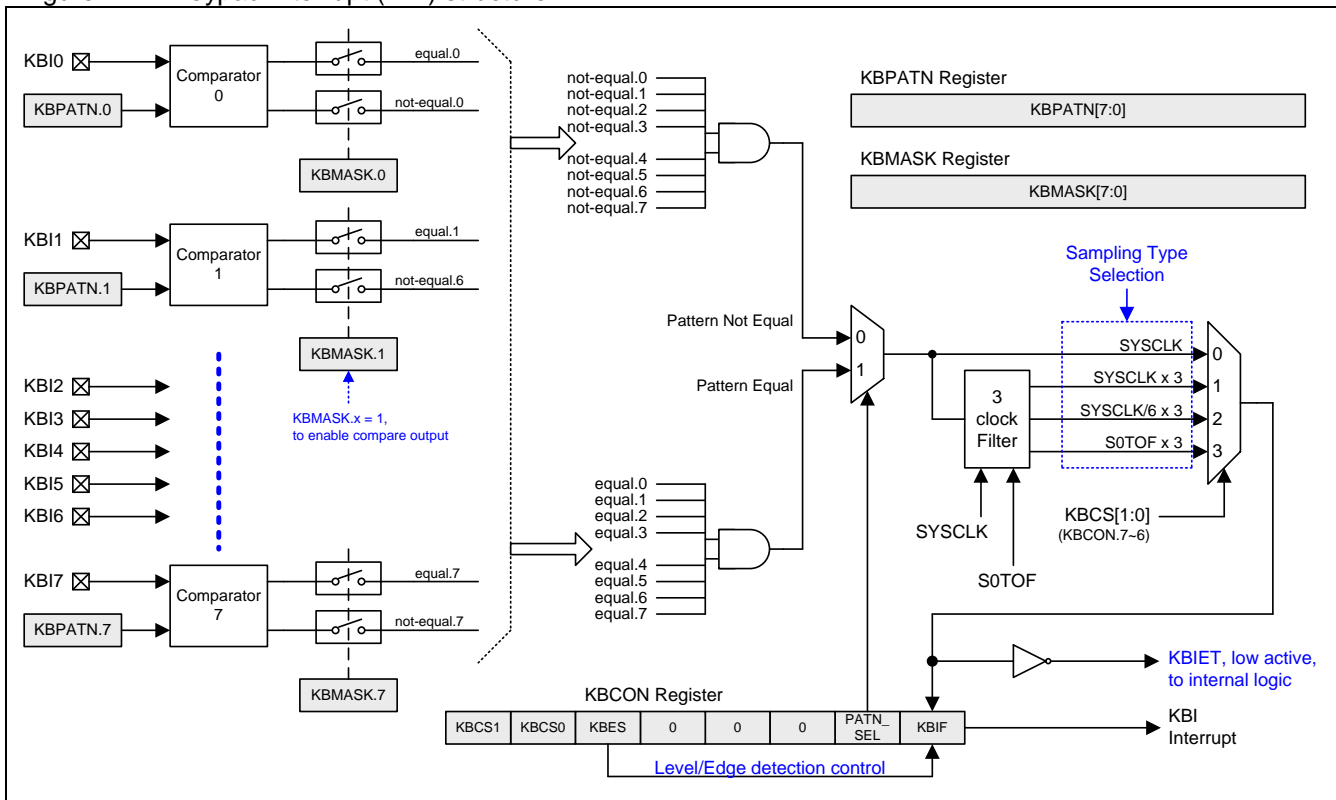 KBI0
Comparator
0
KBPATN.0
equal.0
not-equal.0
KBMASK.0
KBI1
Comparator
1
KBPATN.1
equal.1
not-equal.6
KBMASK.1
KBMASK.x = 1,
to enable compare output
KBI2
KBI3
KBI4
KBI5
KBI6
KBI7
Comparator
7
KBPATN.7
equal.7
not-equal.7
KBMASK.7
not-equal.0
not-equal.1
not-equal.2
not-equal.3
not-equal.4
not-equal.5
not-equal.6
not-equal.7
equal.0
equal.1
equal.2
equal.3
equal.4
equal.5
equal.6
equal.7
Pattern Not Equal
Pattern Equal
0
1
KBPATN Register
KBPATN[7:0]
KBMASK Register
KBMASK[7:0]
Sampling Type
Selection
SYSCLK
SYSCLK x 3
SYSCLK/6 x 3
S0TOF x 3
0
1
2
3
3
clock
Filter
SYSCLK
S0TOF
KBCS[1:0]
(KBCON.7~6)
KBIET, low active,
to internal logic
KBI
Interrupt
KBCON Register
KBCS1 KBCS0 KBES 0 0 0 PATN_
SEL KBIF
Level/Edge detection control